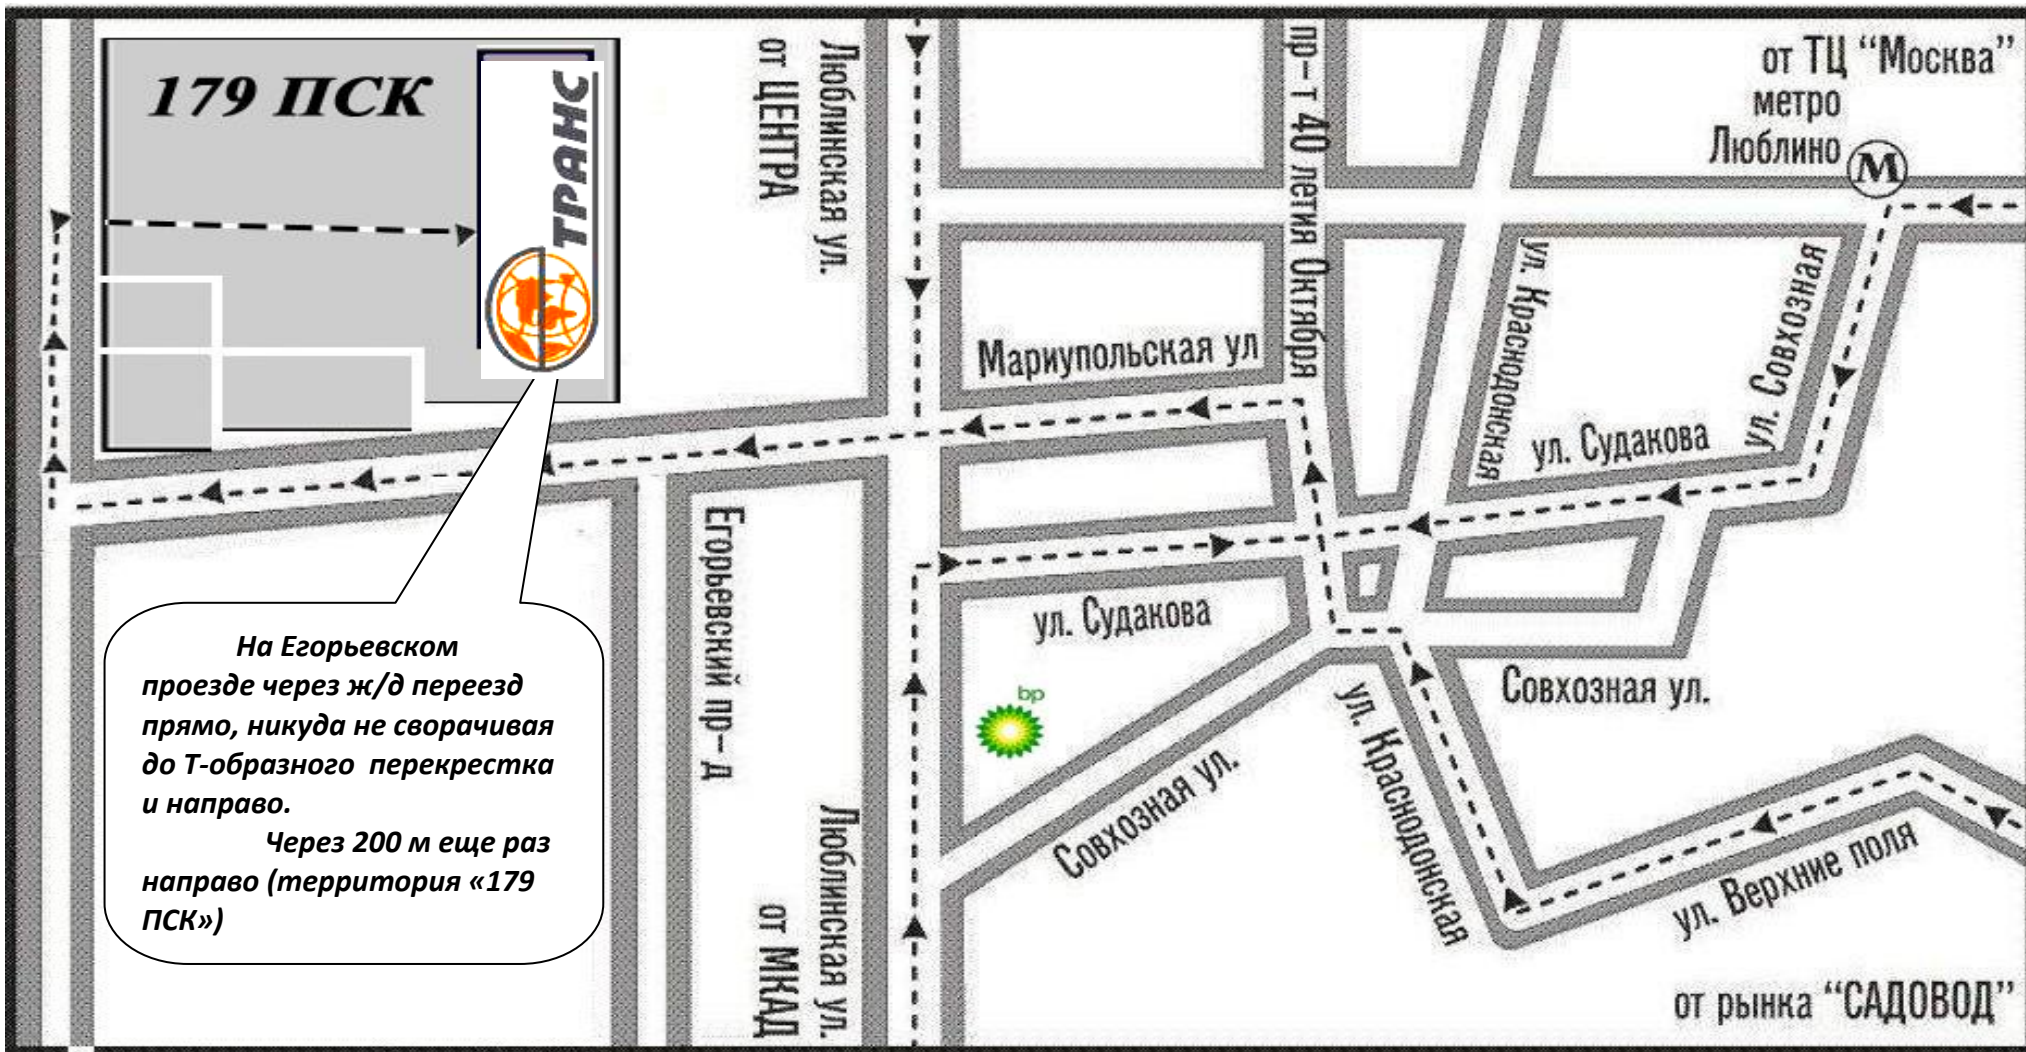 179 ПСК
ТРАНС
Люблинская ул.
от ЦЕНТРА
пр-т 40 летия Октября
от ТЦ “Москва”
метро
Люблино
М
Мариупольская ул
ул. Краснодонская
ул. Совхозная
ул. Судакова
Егорьевский пр-д
ул. Судакова
bp
Совхозная ул.
Совхозная ул.
ул. Краснодонская
ул. Верхние поля
Люблинская ул.
от МКАД
от рынка “САДОВОД”
На Егорьевском
проезде через ж/д переезд
прямо, никуда не сворачивая
до Т-образного перекрестка
и направо.
Через 200 м еще раз
направо (территория «179
ПСК»)